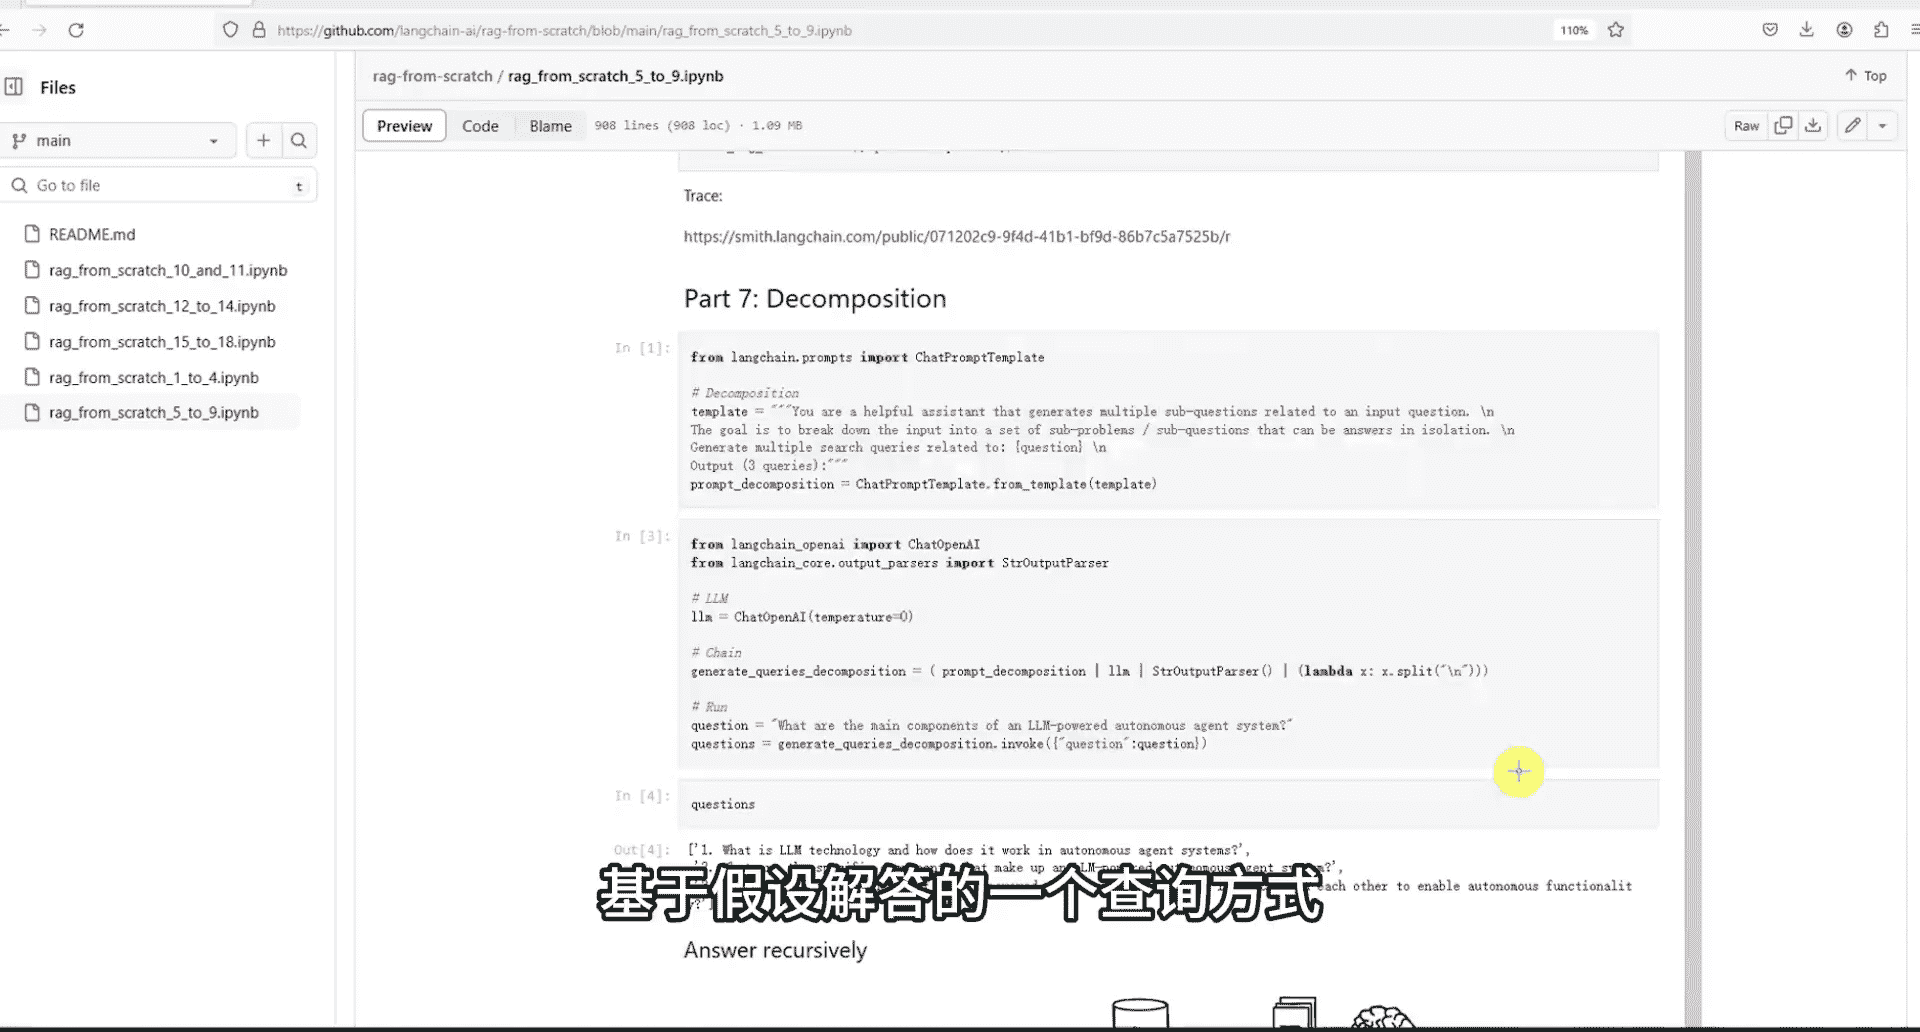 https://github.com/langchain-ai/rag-from-scratch/blob/main/rag_from_scratch_5_to_9.ipynb
110%
Files
main
Go to file
t
README.md
rag_from_scratch_10_and_11.ipynb
rag_from_scratch_12_to_14.ipynb
rag_from_scratch_15_to_18.ipynb
rag_from_scratch_1_to_4.ipynb
rag_from_scratch_5_to_9.ipynb
rag-from-scratch / rag_from_scratch_5_to_9.ipynb
Top
Preview
Code
Blame
908 lines (908 loc) · 1.09 MB
Raw
Trace:
https://smith.langchain.com/public/071202c9-9f4d-41b1-bf9d-86b7c5a7525b/r
Part 7: Decomposition
In [1]:
from langchain.prompts import ChatPromptTemplate
# Decomposition
template = """You are a helpful assistant that generates multiple sub-questions related to an input question. \n
The goal is to break down the input into a set of sub-problems / sub-questions that can be answers in isolation. \n
Generate multiple search queries related to: {question} \n
Output (3 queries):"""
prompt_decomposition = ChatPromptTemplate.from_template(template)
In [3]:
from langchain_openai import ChatOpenAI
from langchain_core.output_parsers import StrOutputParser
# LLM
llm = ChatOpenAI(temperature=0)
# Chain
generate_queries_decomposition = ( prompt_decomposition | llm | StrOutputParser() | (lambda x: x.split("\n")))
# Run
question = "What are the main components of an LLM-powered autonomous agent system?"
questions = generate_queries_decomposition.invoke({"question":question})
In [4]:
questions
Out[4]:
['1. What is LLM technology and how does it work in autonomous agent systems?',
make up an LLM-powered autonomous agent system?',
each other to enable autonomous functionalit
y?']
基于假设解答的一个查询方式
Answer recursively